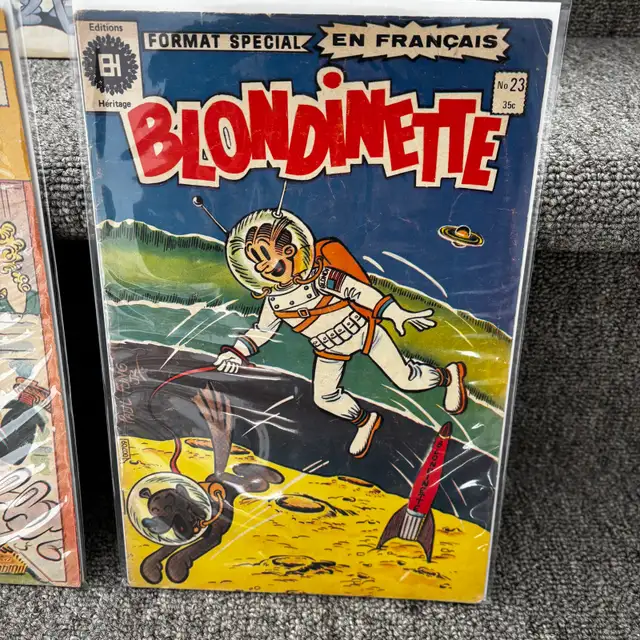 Editions
EH
Héritage
FORMAT SPECIAL
EN FRANÇAIS
No 23
35c
BLONDINETTE